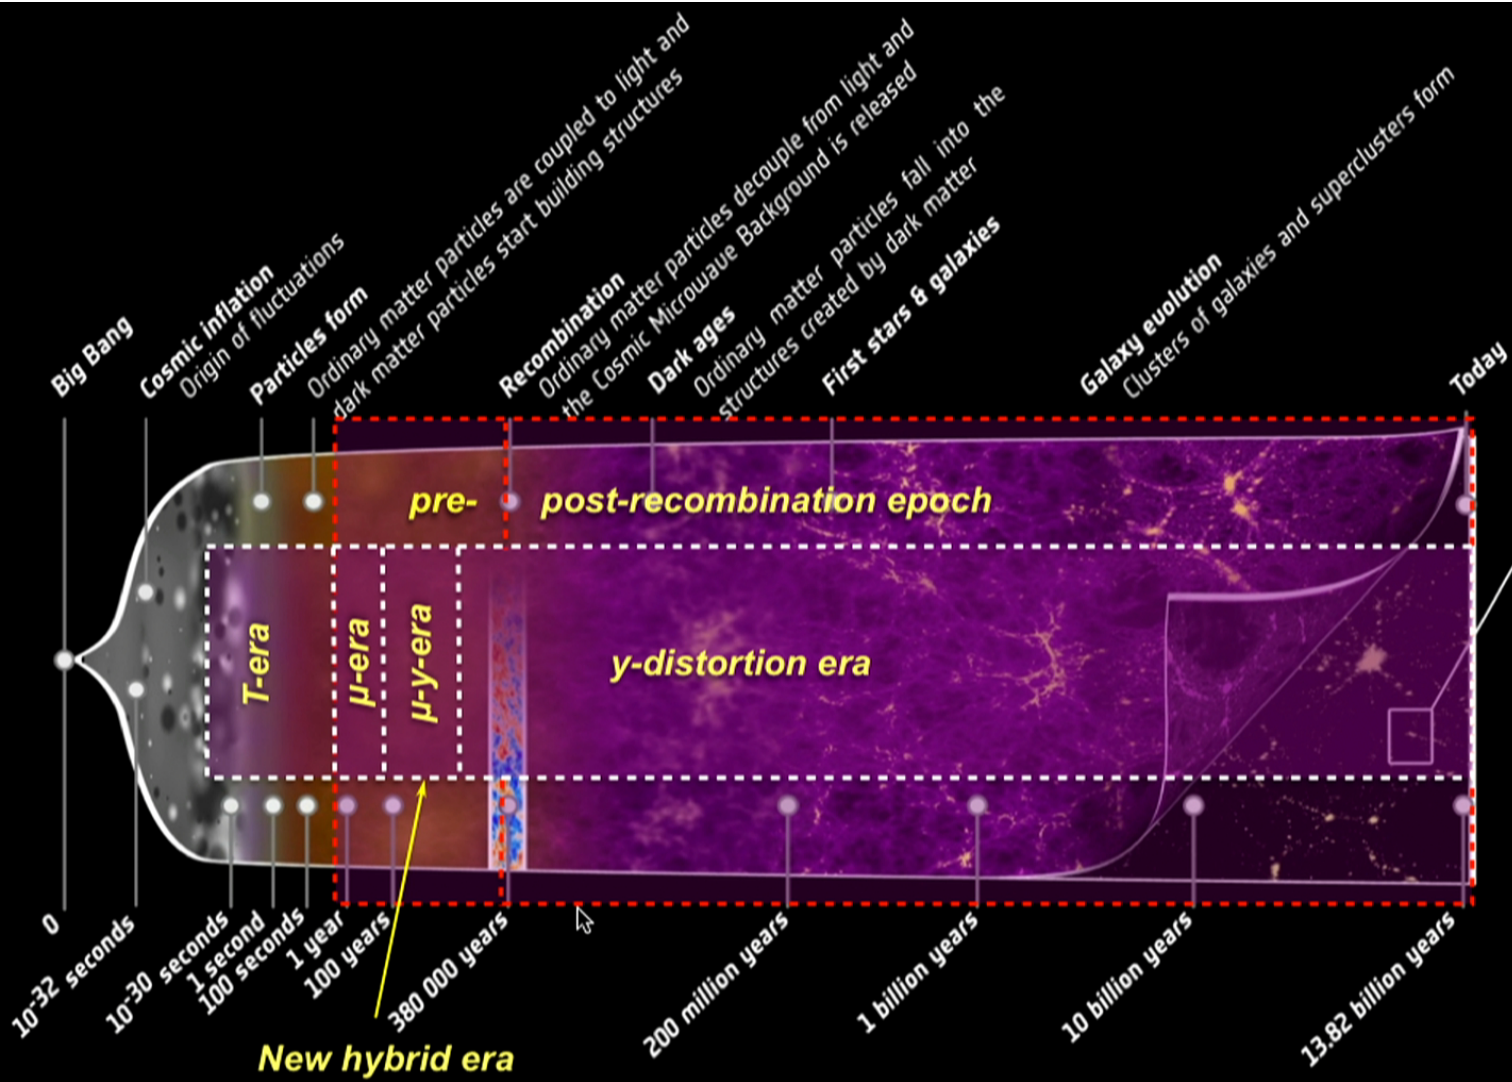 Big Bang
Cosmic inflation
Origin of fluctuations
Particles form
Ordinary matter particles are coupled to light and
dark matter particles start building structures
Recombination
Ordinary matter particles decouple from light and
the Cosmic Microwave Background is released
Dark ages
Ordinary matter particles fall into the
structures created by dark matter
First stars & galaxies
Galaxy evolution
Clusters of galaxies and superclusters form
Today
pre-
post-recombination epoch
T-era
μ-era
μ-y-era
y-distortion era
0
10-32 seconds
10-30 seconds
1 second
100 seconds
1 year
100 years
380 000 years
200 million years
1 billion years
10 billion years
13.82 billion years
New hybrid era